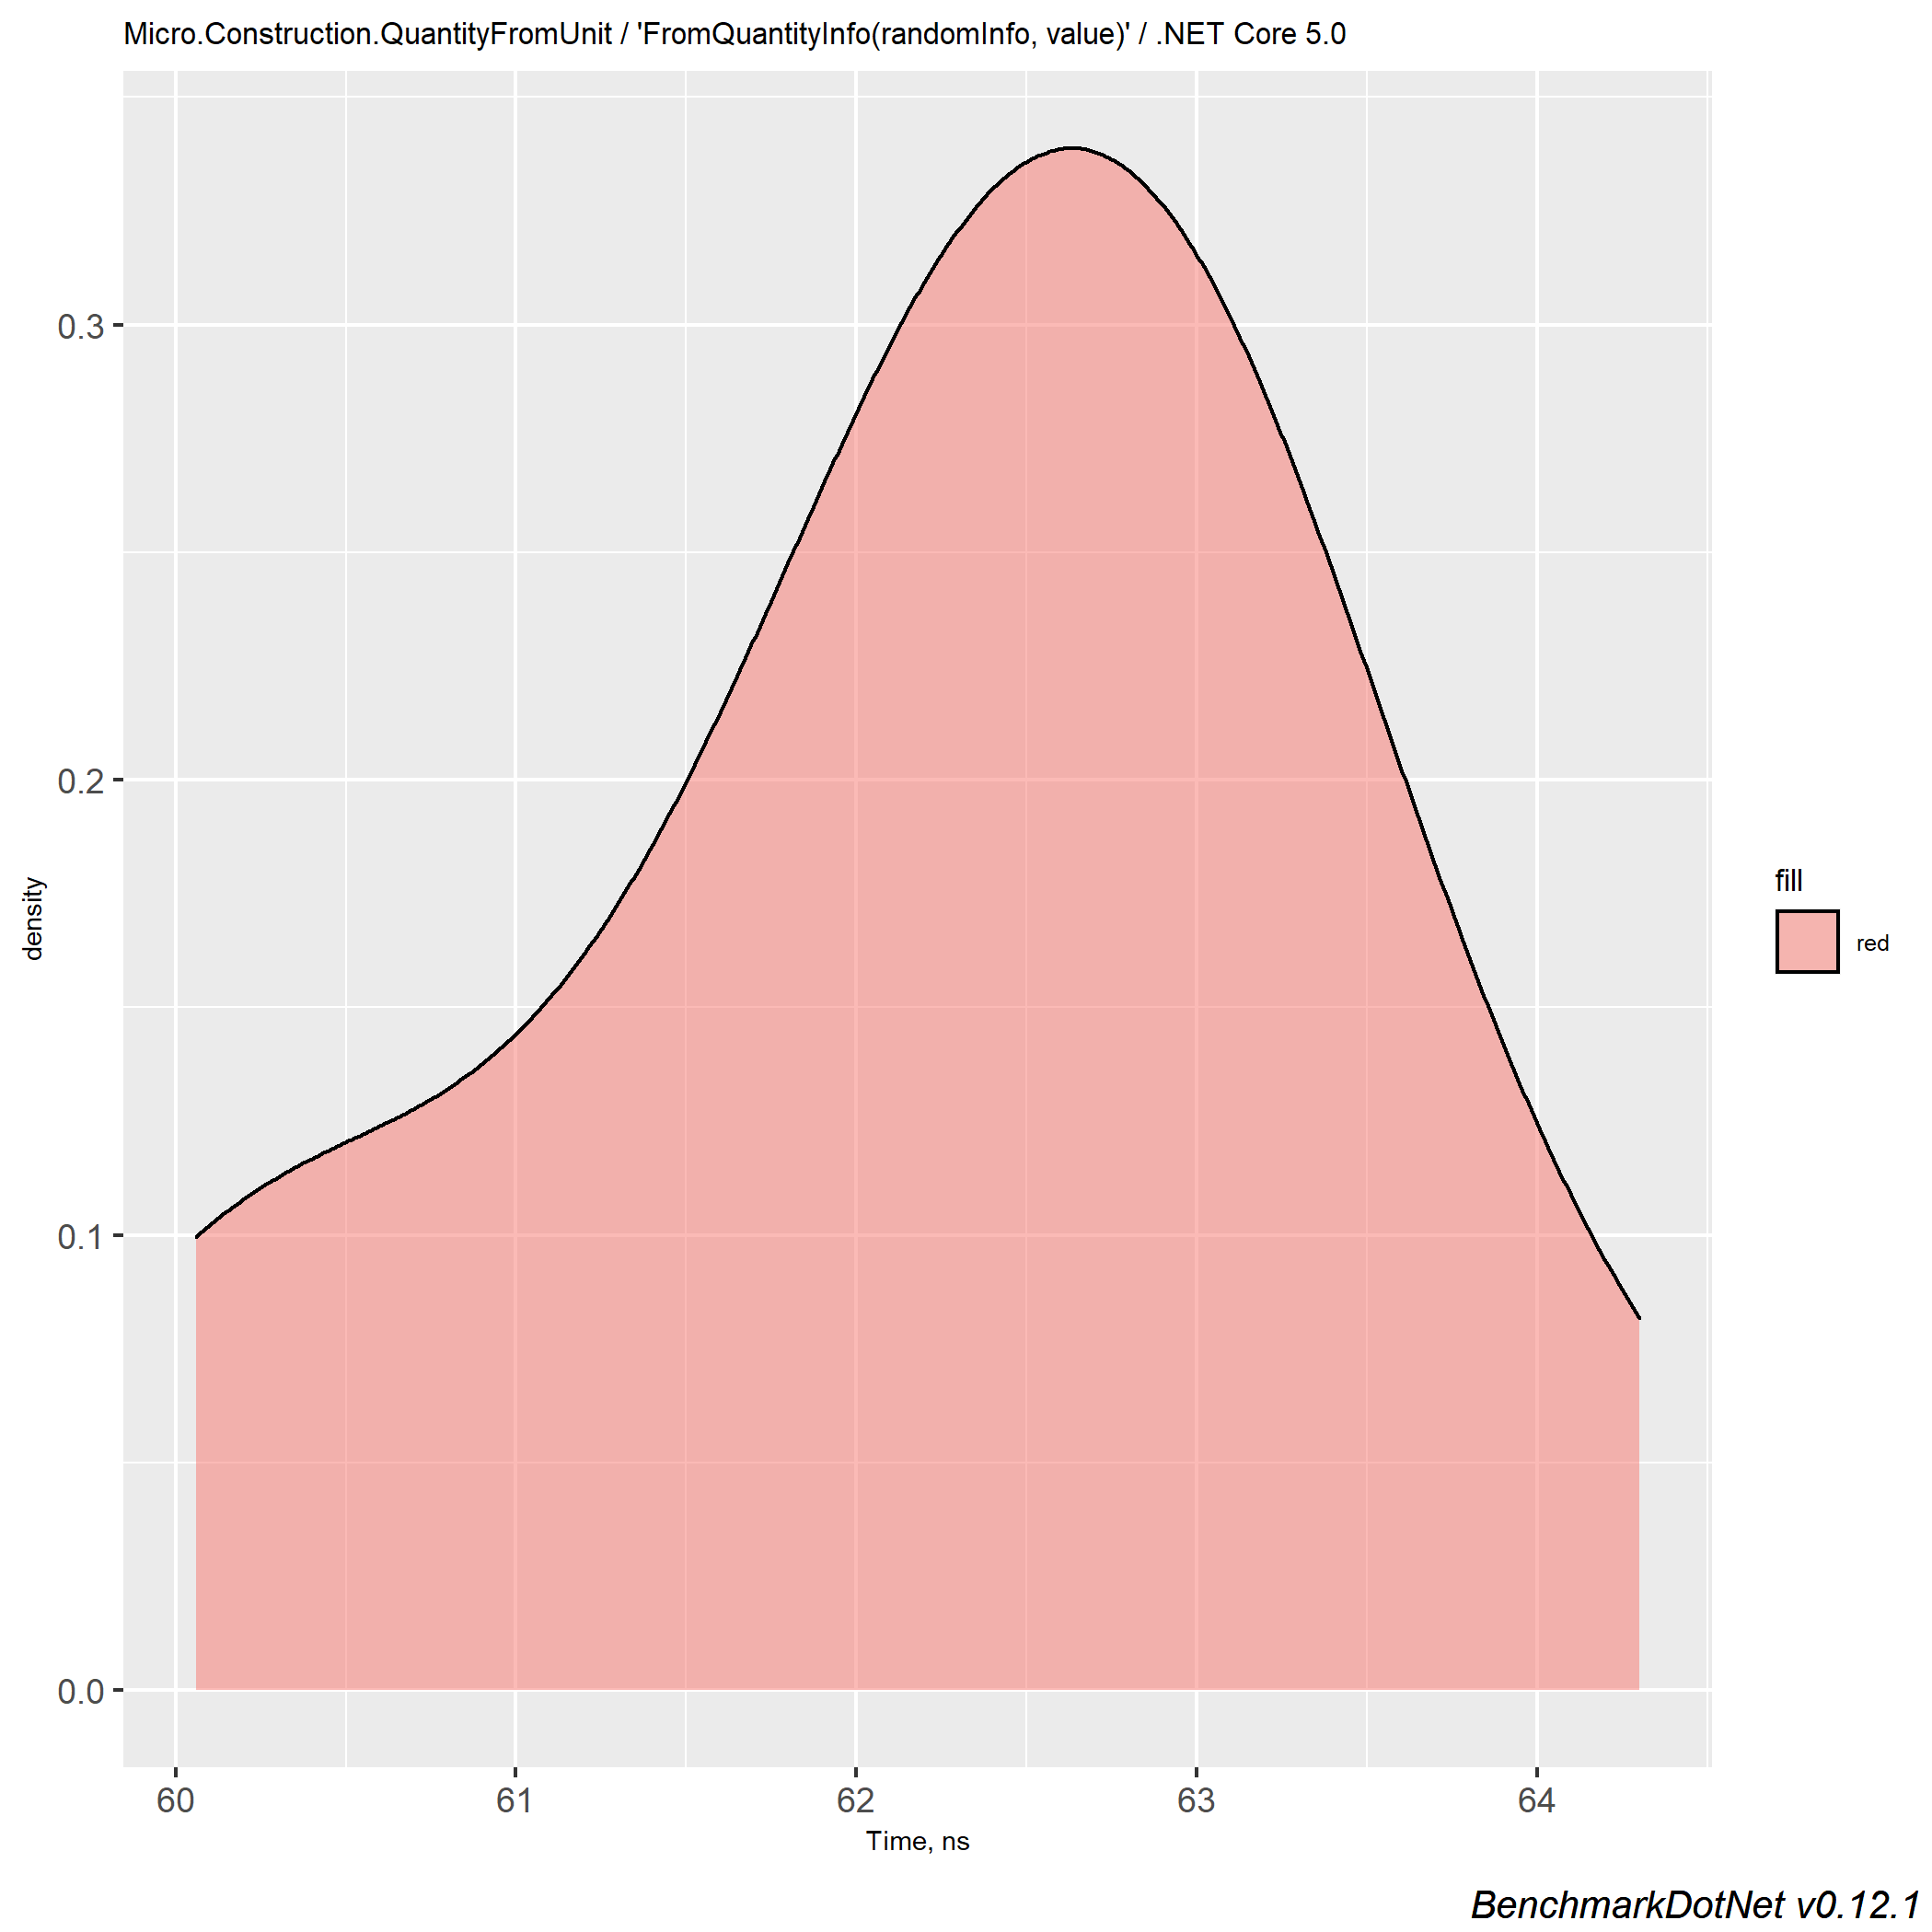 Micro.Construction.QuantityFromUnit / 'FromQuantityInfo(randomInfo, value)' / .NET Core 5.0
density
0.3
0.2
0.1
0.0
60 61 62 63 64
Time, ns
fill
red
BenchmarkDotNet v0.12.1